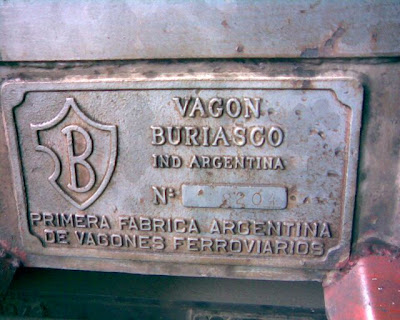 B
VAGON
BURIASCO
IND ARGENTINA
Nº
PRIMERA FABRICA ARGENTINA
DE VAGONES FERROVIARIOS